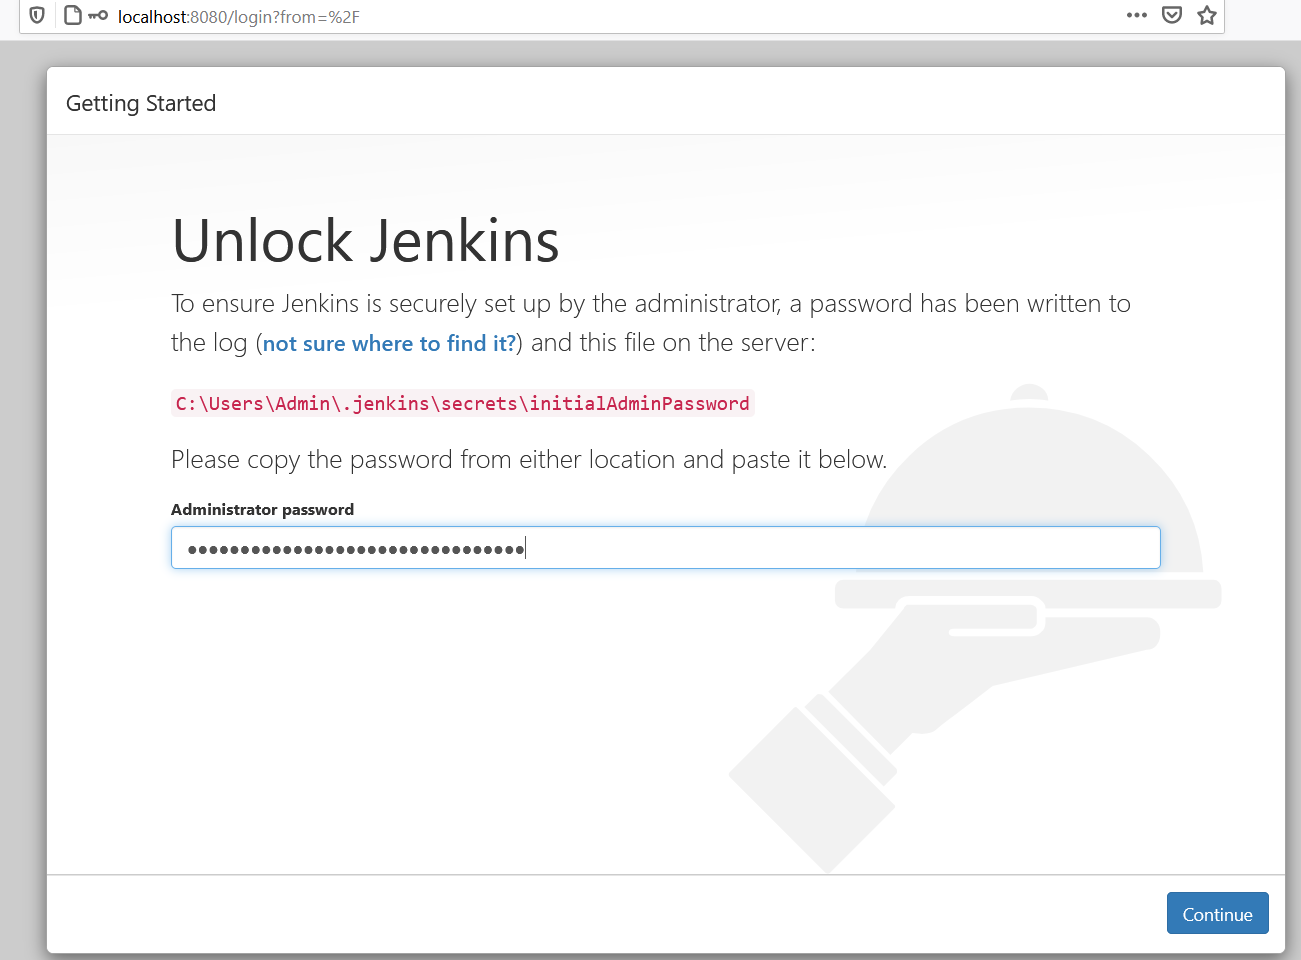 localhost:8080/login?from=%2F
Getting Started
Unlock Jenkins
To ensure Jenkins is securely set up by the administrator, a password has been written to
the log (not sure where to find it?) and this file on the server:
C:\Users\Admin\.jenkins\secrets\initialAdminPassword
Please copy the password from either location and paste it below.
Administrator password
••••••••••••••••••••••••••••••••
Continue